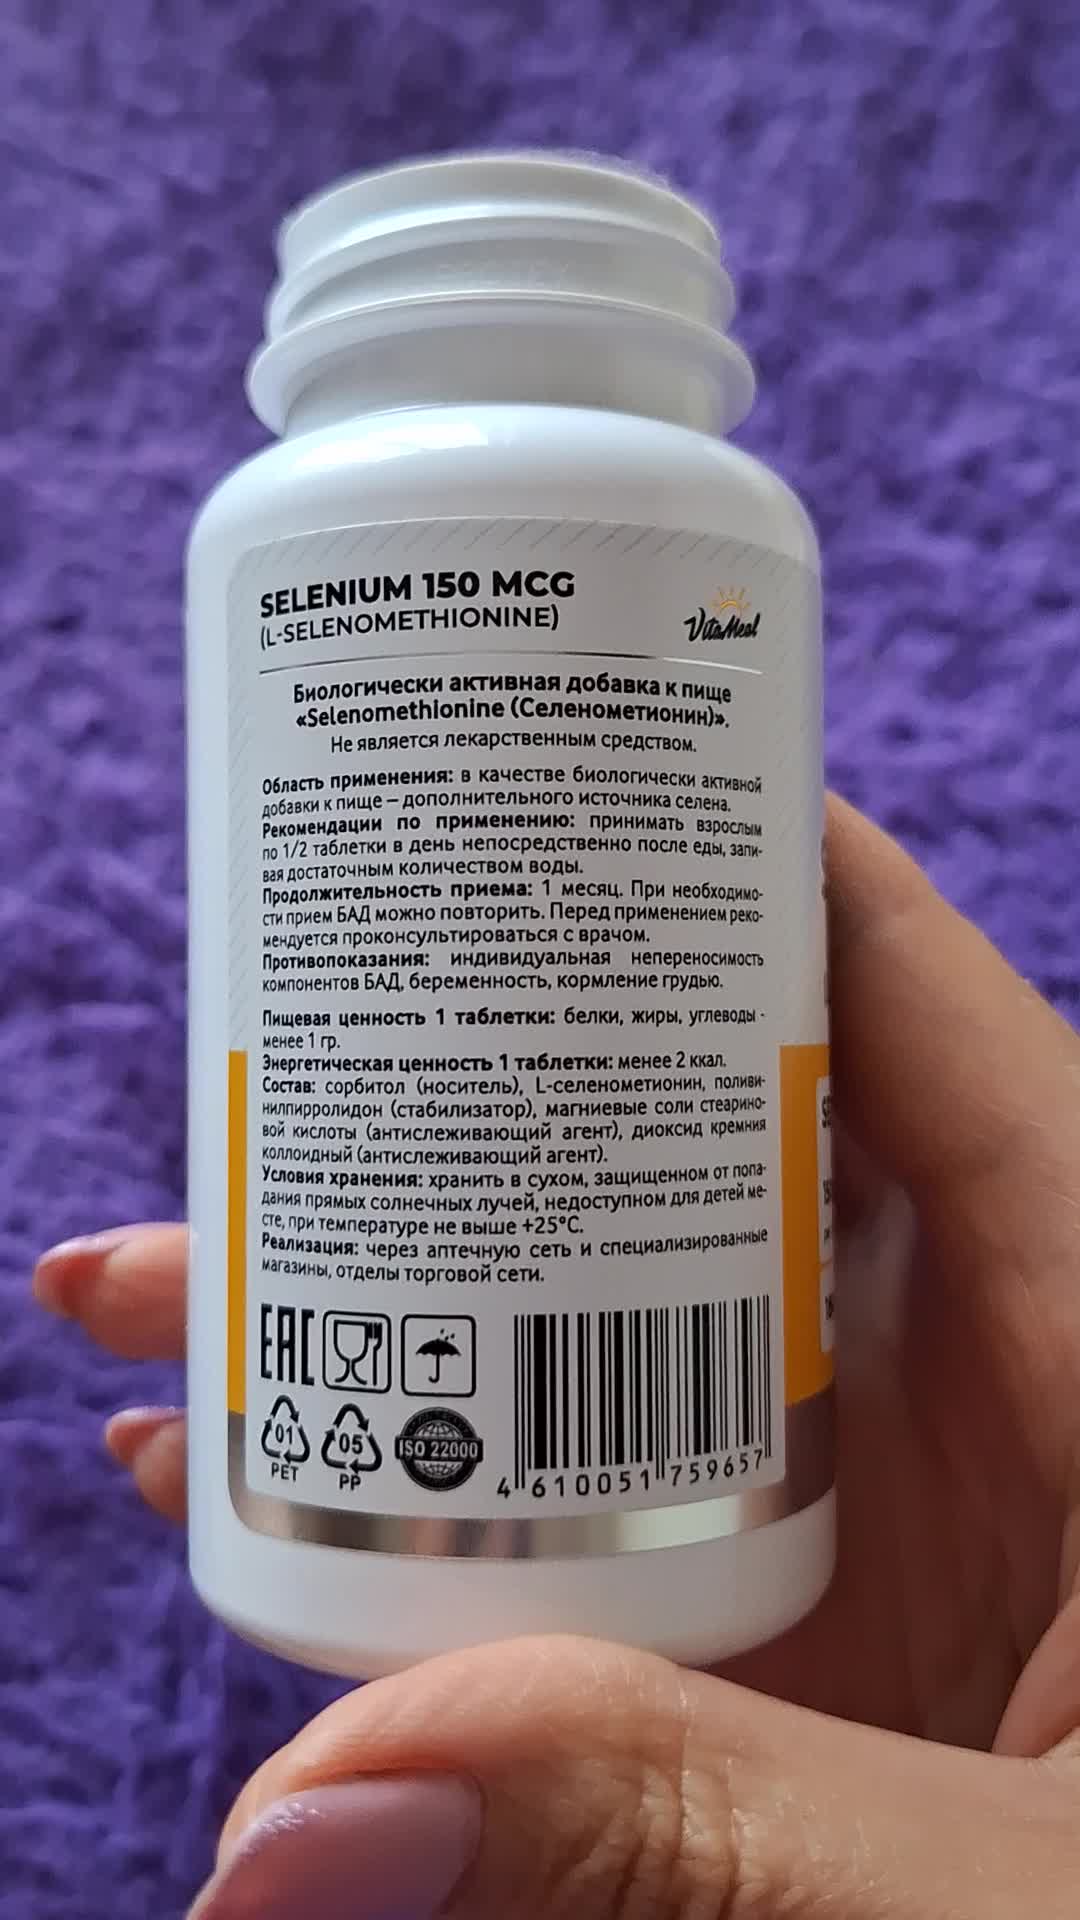 SELENIUM 150 MCG
(L-SELENOMETHIONINE)
VitaMeal
Биологически активная добавка к пище
«Selenomethionine (Селенометионин)».
Не является лекарственным средством.
Область применения: в качестве биологически активной
добавки к пище – дополнительного источника селена.
Рекомендации по применению: принимать взрослым
по 1/2 таблетки в день непосредственно после еды, запи-
вая достаточным количеством воды.
Продолжительность приема: 1 месяц. При необходимо-
сти прием БАД можно повторить. Перед применением реко-
мендуется проконсультироваться с врачом.
Противопоказания: индивидуальная непереносимость
компонентов БАД, беременность, кормление грудью.
Пищевая ценность 1 таблетки: белки, жиры, углеводы -
менее 1 гр.
Энергетическая ценность 1 таблетки: менее 2 ккал.
Состав: сорбитол (носитель), L-селенометионин, поливи-
нилпирролидон (стабилизатор), магниевые соли стеарино-
вой кислоты (антислеживающий агент), диоксид кремния
коллоидный (антислеживающий агент).
Условия хранения: хранить в сухом, защищенном от попа-
дания прямых солнечных лучей, недоступном для детей ме-
сте, при температуре не выше +25°C.
Реализация: через аптечную сеть и специализированные
магазины, отделы торговой сети.
EAC
01
PET
05
PP
ISO 22000
4 610051 759657